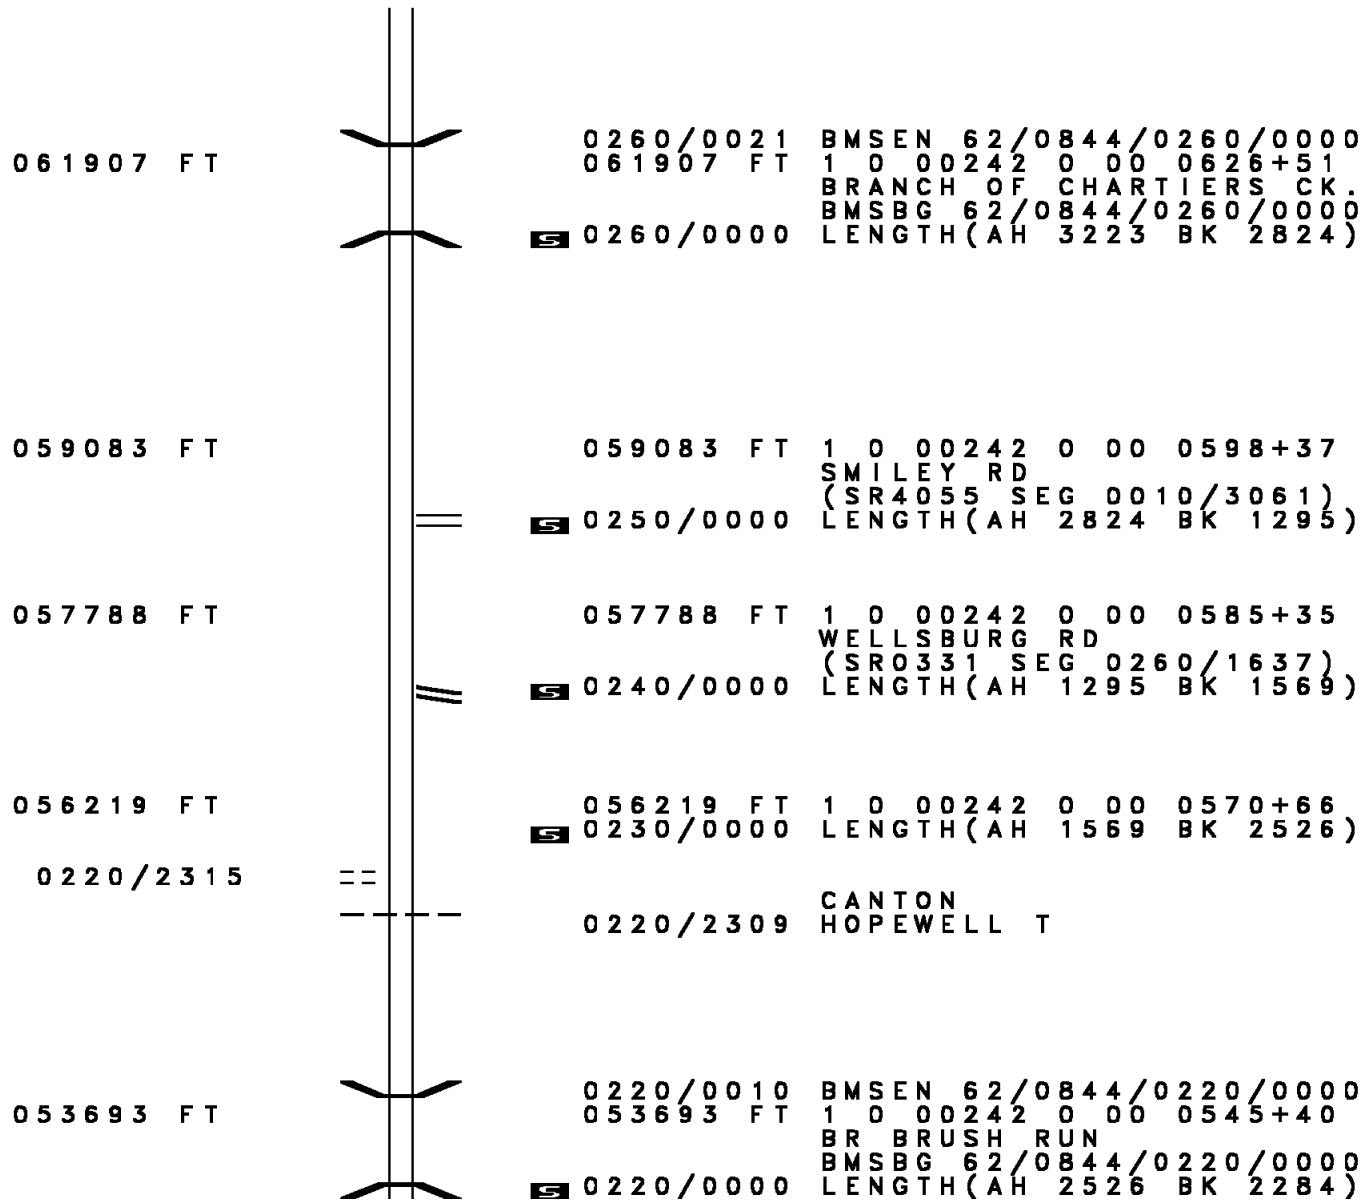 0260/0021 BMSEN 62/0844/0260/0000
061907 FT 061907 FT 1 0 00242 0 00 0626+51
BRANCH OF CHARTIERS CK.
BMSBG 62/0844/0260/0000
S 0260/0000 LENGTH(AH 3223 BK 2824)
059083 FT 059083 FT 1 0 00242 0 00 0598+37
SMILEY RD
(SR4055 SEG 0010/3061)
S 0250/0000 LENGTH(AH 2824 BK 1295)
057788 FT 057788 FT 1 0 00242 0 00 0585+35
WELLSBURG RD
(SR0331 SEG 0260/1637)
S 0240/0000 LENGTH(AH 1295 BK 1569)
056219 FT 056219 FT 1 0 00242 0 00 0570+66
S 0230/0000 LENGTH(AH 1569 BK 2526)
0220/2315
CANTON
0220/2309 HOPEWELL T
0220/0010 BMSEN 62/0844/0220/0000
053693 FT 053693 FT 1 0 00242 0 00 0545+40
BR BRUSH RUN
BMSBG 62/0844/0220/0000
S 0220/0000 LENGTH(AH 2526 BK 2284)